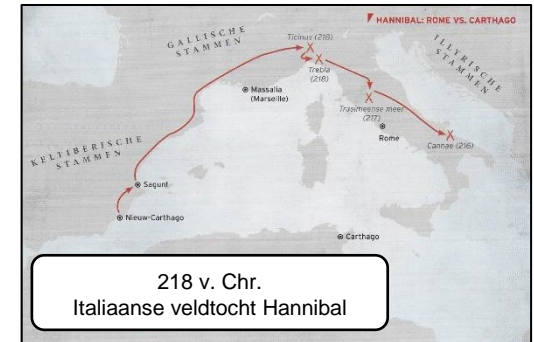 HANNIBAL: ROME VS. CARTHAGO
GALLISCHE
STAMMEN
Ticinus (218)
ILLYRISCHE
STAMMEN
Trebia
(218)
Massalia
(Marseille)
Trasimeense meer
(217)
Rome
Cannae (216)
KELTIBERISCHE
STAMMEN
Sagunt
Nieuw-Carthago
Carthago
218 v. Chr.
Italiaanse veldtocht Hannibal